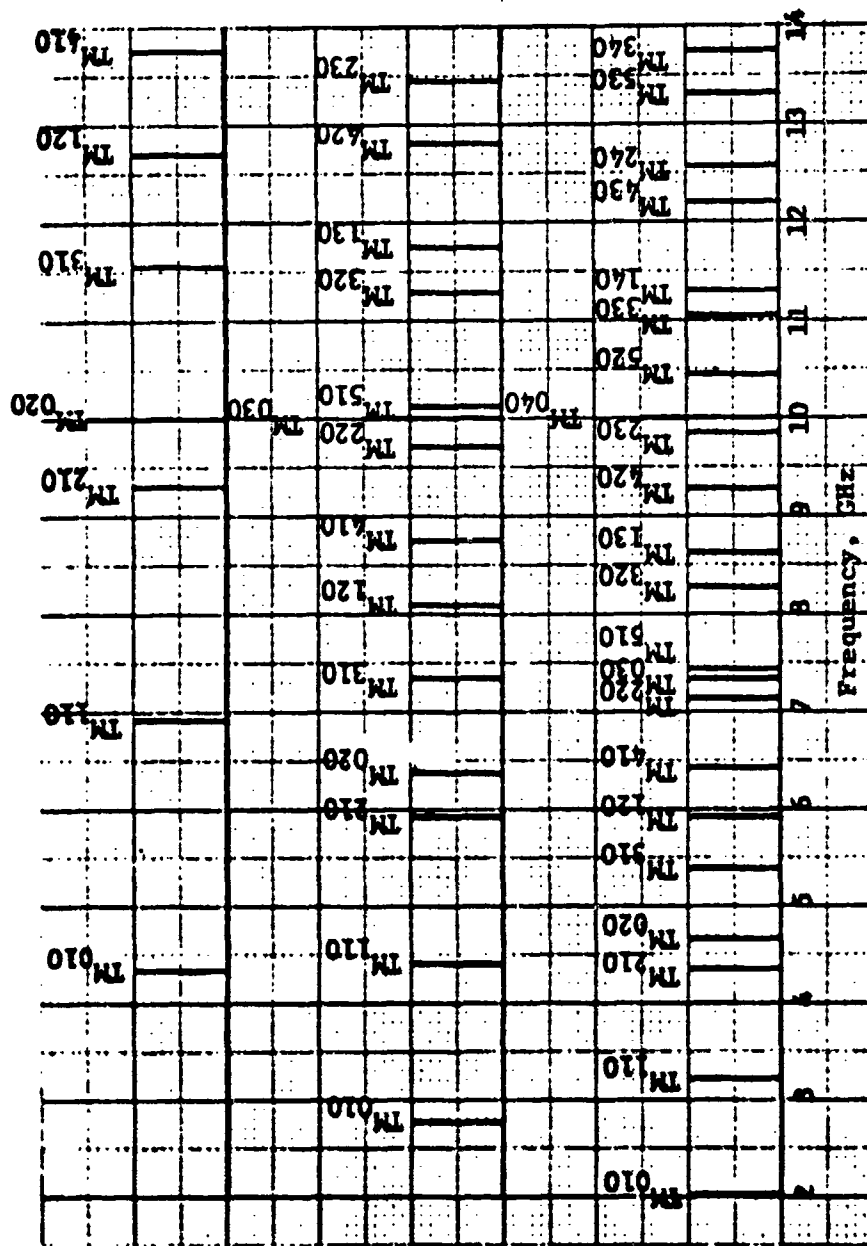 TM010
TM110
TM210
TM020
TM310
TM120
TM410
TM010
TM110
TM210
TM020
TM310
TM120
TM410
TM220
TM030
TM510
TM320
TM130
TM420
TM230
TM010
TM110
TM210
TM020
TM310
TM120
TM410
TM220
TM030
TM510
TM320
TM130
TM420
TM230
TM040
TM520
TM330
TM140
TM430
TM240
TM530
TM340
2 3 4 5 6 7 8 9 10 11 12 13 14
Frequency, GHz